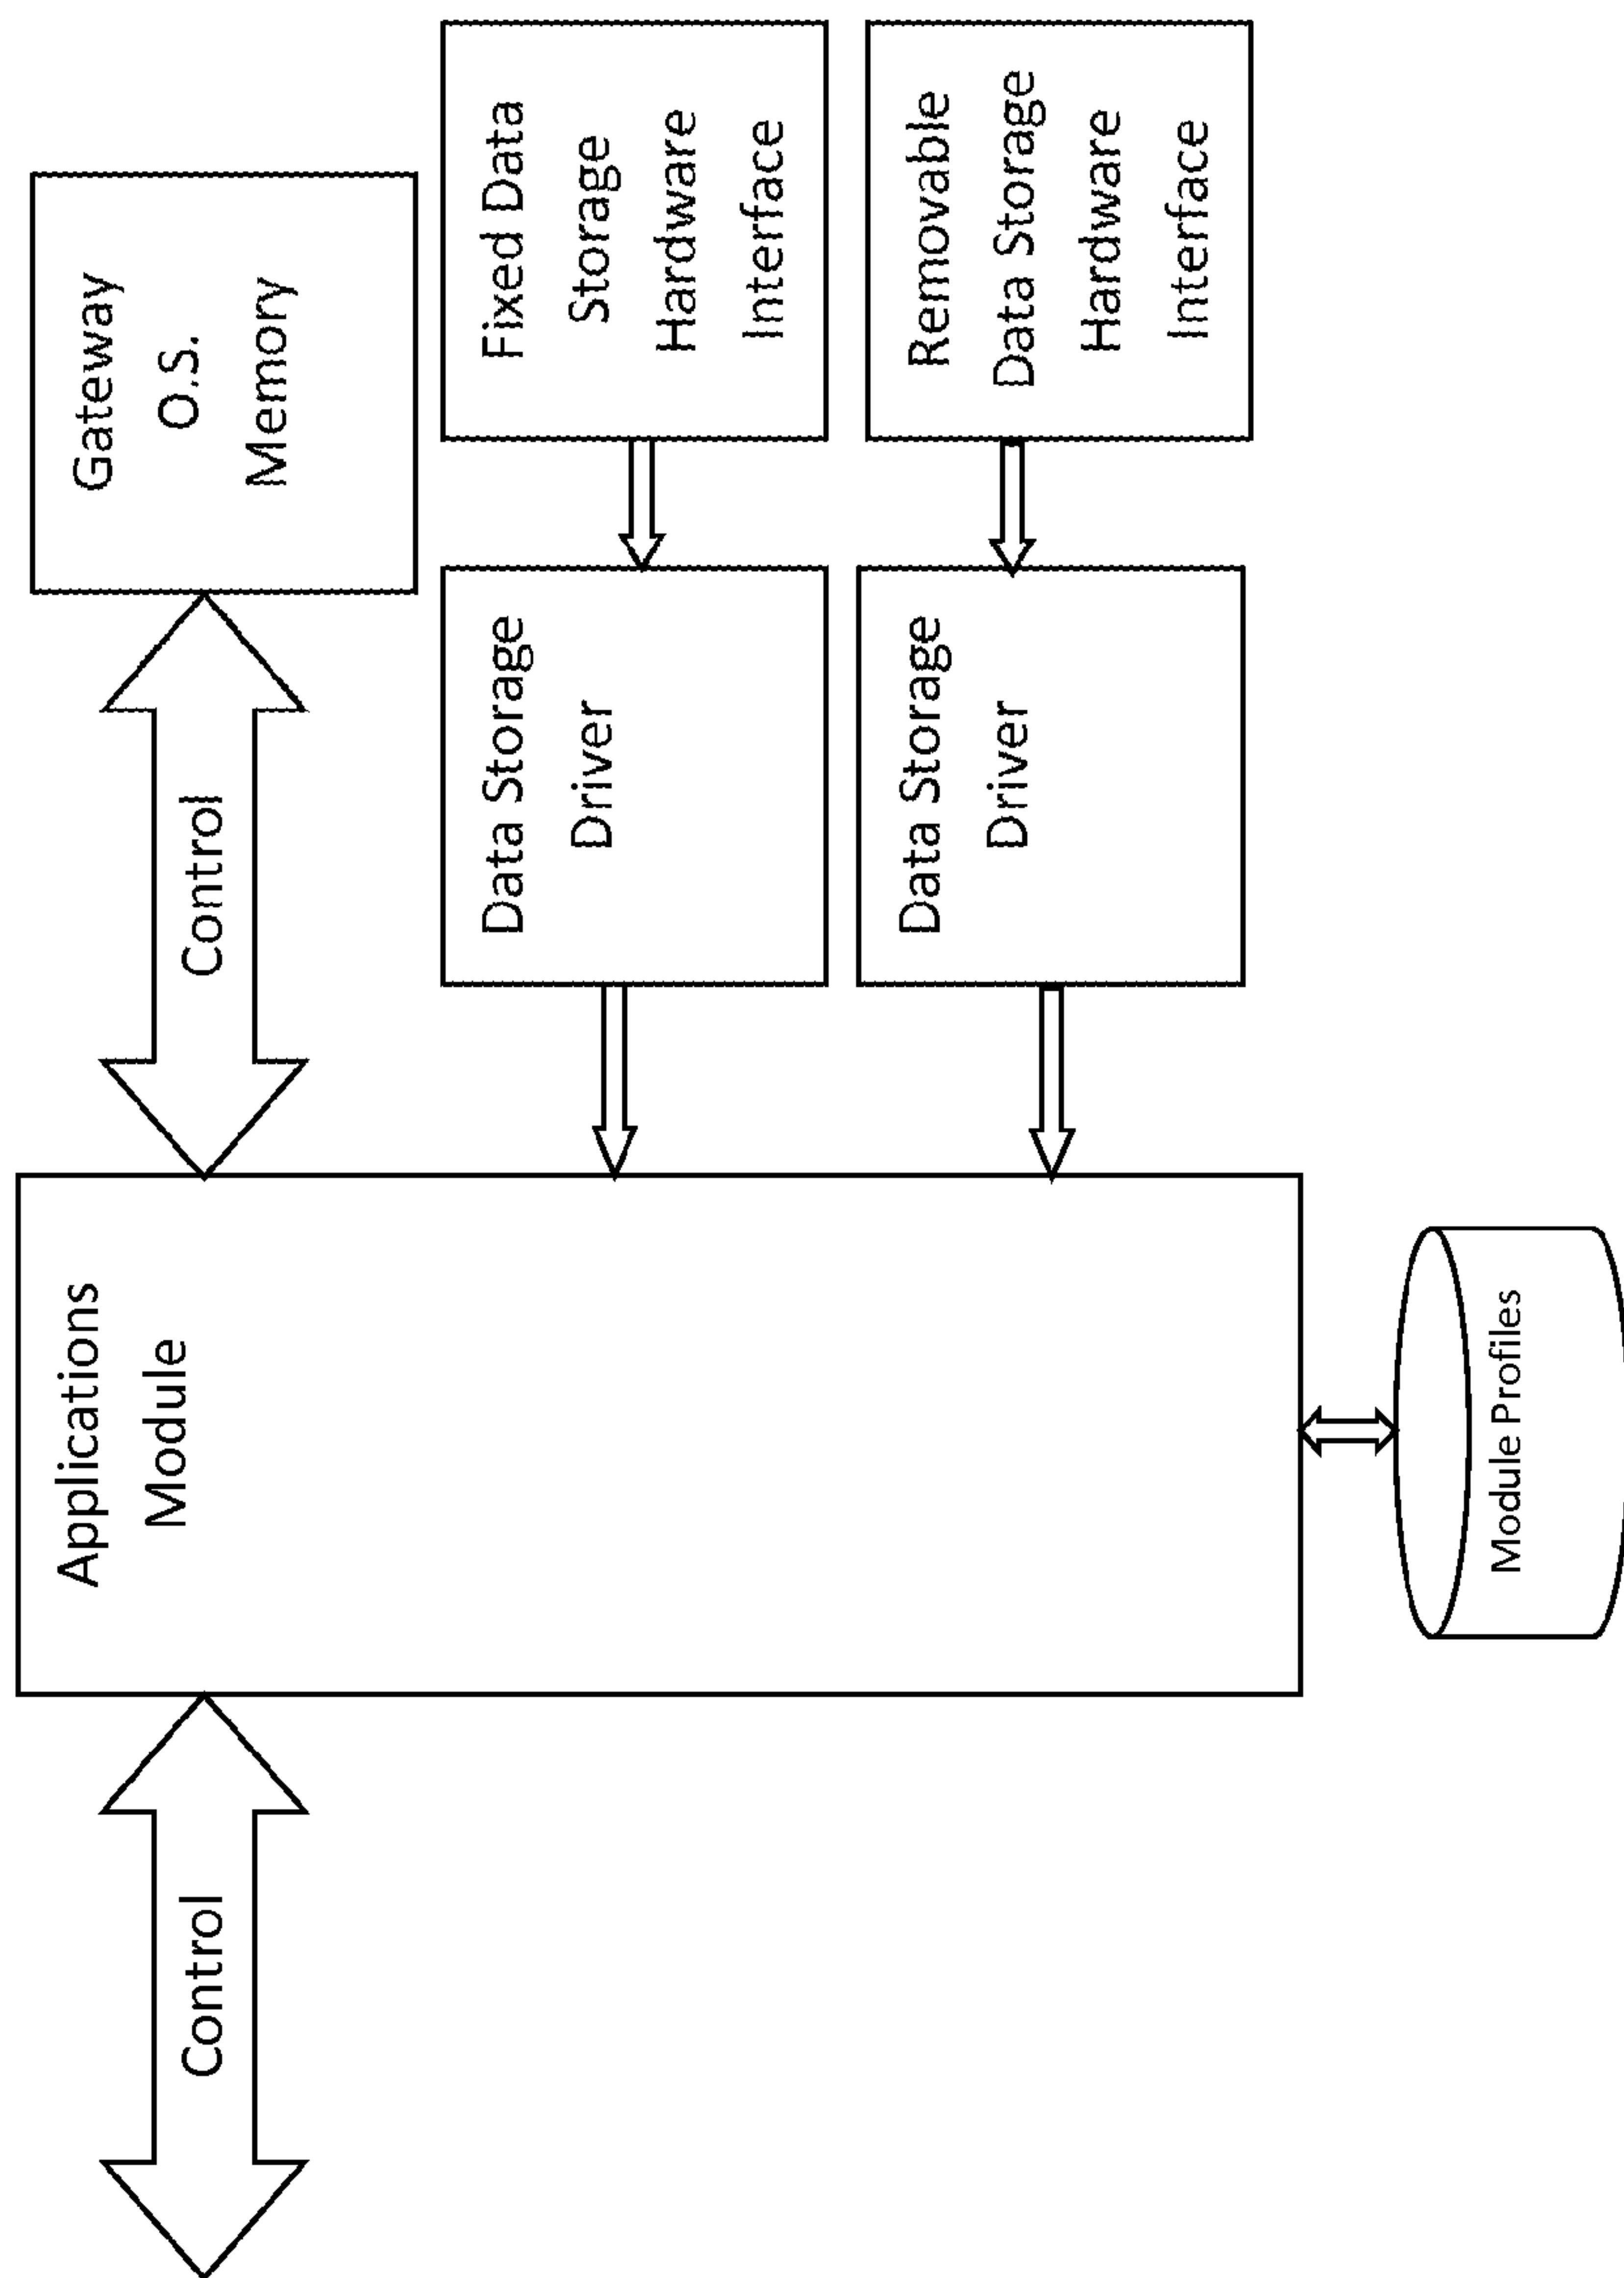 Control
Applications
Module
Module Profiles
Control
Gateway
O.S.
Memory
Data Storage
Driver
Fixed Data
Storage
Hardware
Interface
Data Storage
Driver
Removable
Data Storage
Hardware
Interface